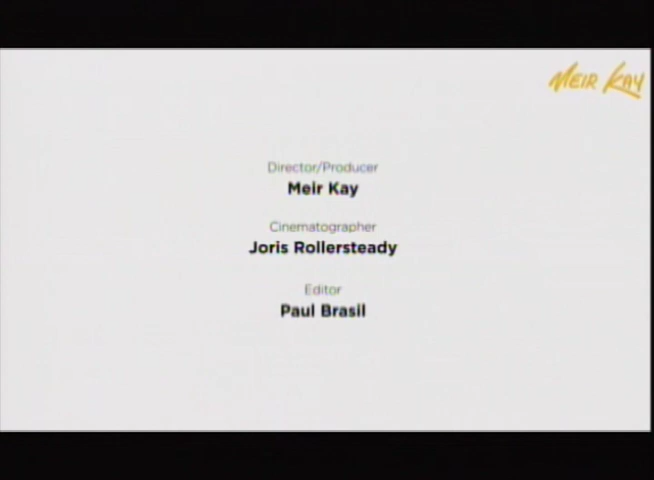 MEIR KAY
Director/Producer
Meir Kay
Cinematographer
Joris Rollersteady
Editor
Paul Brasil